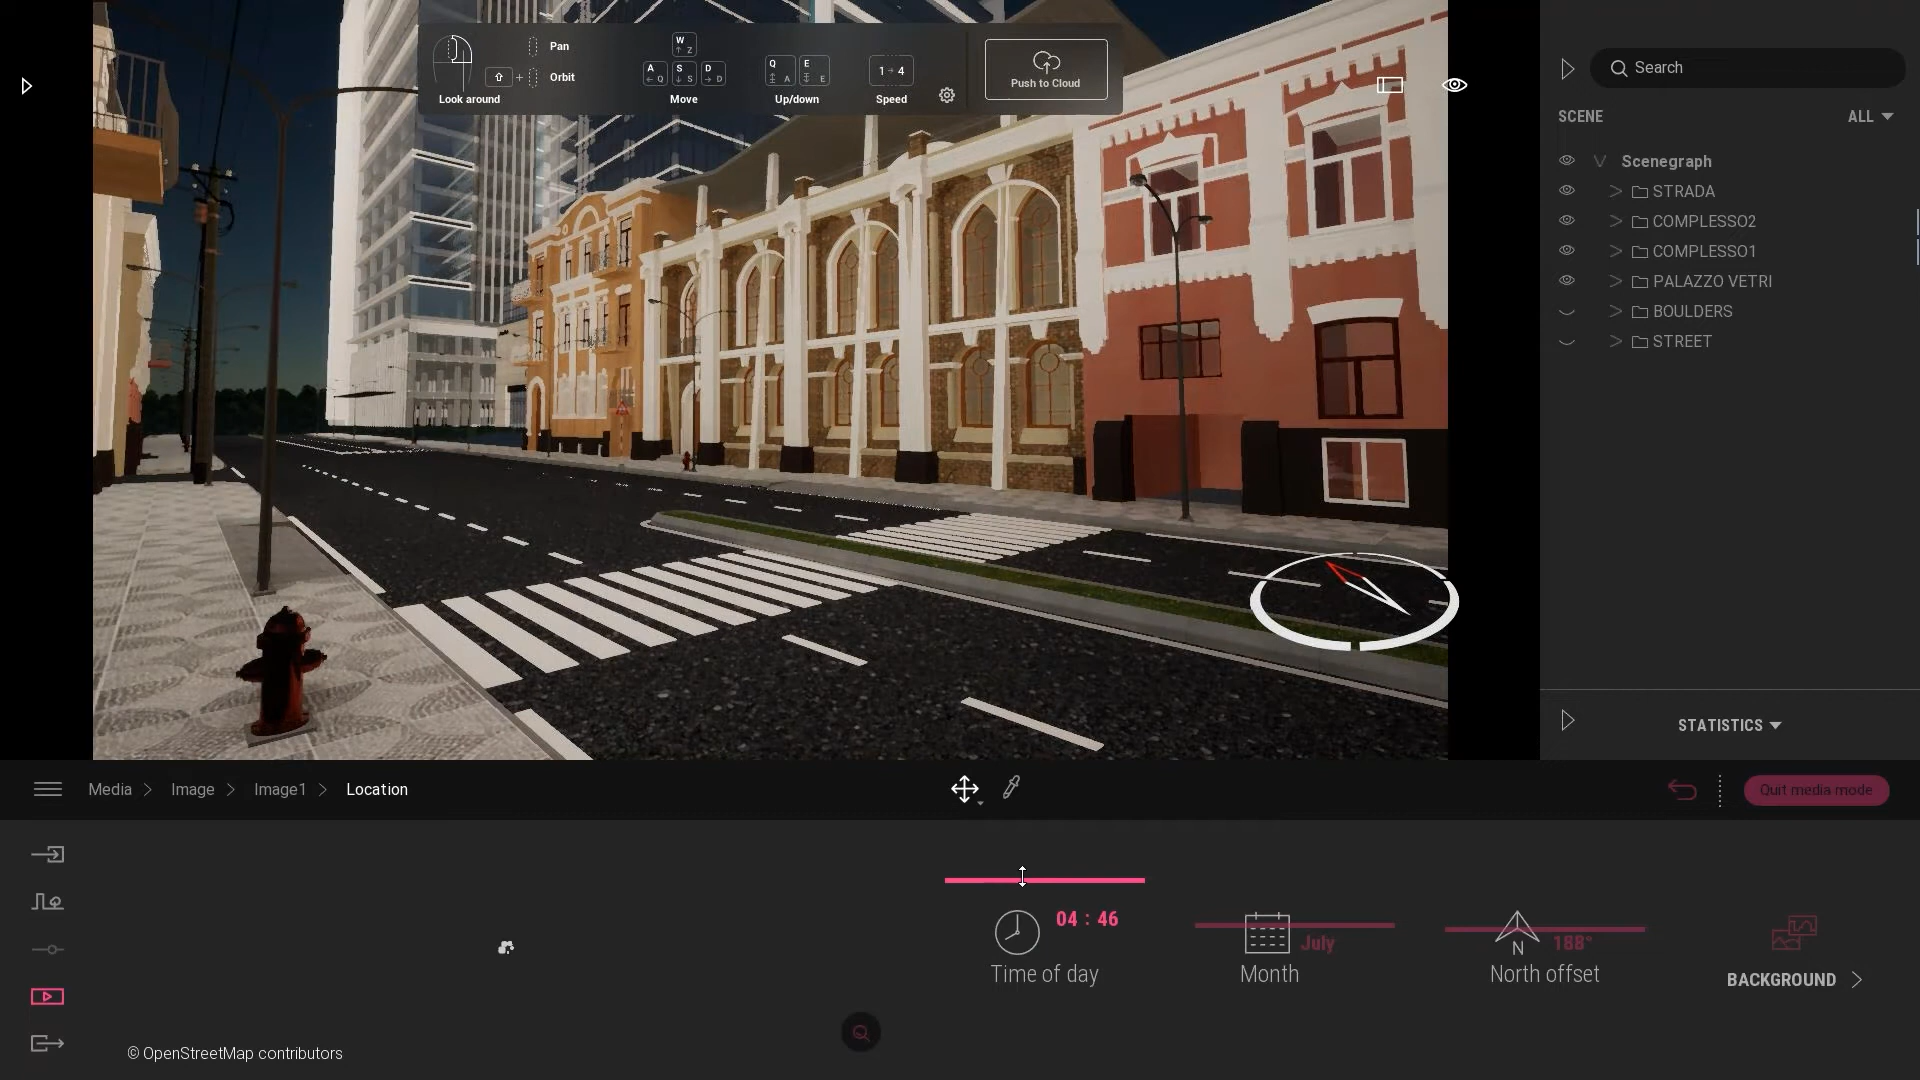 Pan
Orbit
Look around
W
Z
A
Q
S
S
D
D
Move
Q
A
E
E
Up/down
1 4
Speed
Push to Cloud
Search
SCENE
ALL
Scenegraph
STRADA
COMPLESSO2
COMPLESSO1
PALAZZO VETRI
BOULDERS
STREET
STATISTICS
Media
Image
Image1
Location
Quit media mode
04 : 46
Time of day
July
Month
N
188°
North offset
BACKGROUND
© OpenStreetMap contributors